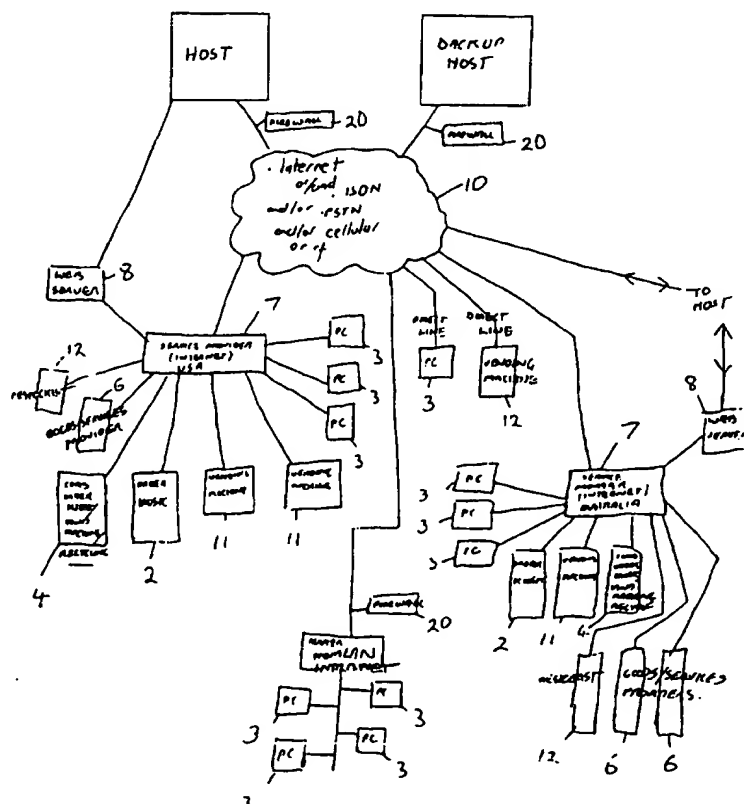 HOST
BACKUP
HOST
FIREWALL 20
FIREWALL 20
. Internet
or/and . ISDN
and/or . PSTN
and/or cellular
or rf
10
WEB
SERVER
8
TO
HOST
7
SERVICE PROVIDER
(INTERNET)
USA
PC
3
PC
3
PC
3
DIRECT
LINE
PC
3
DIRECT
LINE
VENDING
MACHINE
12
12
6
GOODS/SERVICES
PROVIDER
4
2
VENDING
MACHINE
11
VENDING
MACHINE
11
8
WEB
SERVER
7
SERVICE
PROVIDER
(INTERNET)
AUSTRALIA
3 PC
3 PC
3 PC
2
11
4
FIREWALL
20
LAN
PC
3
PC
3
PC
3
PC
3
12
GOODS/SERVICES
PROVIDERS.
6
6